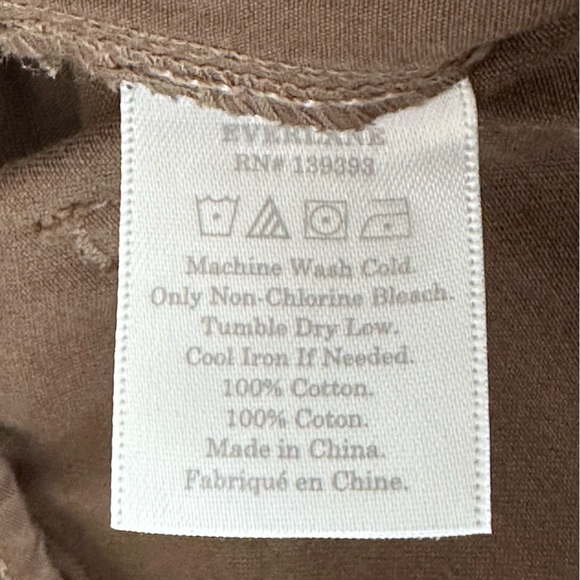 EVERLANE
RN# 139393
Machine Wash Cold.
Only Non-Chlorine Bleach.
Tumble Dry Low.
Cool Iron If Needed.
100% Cotton.
100% Coton.
Made in China.
Fabriqué en Chine.